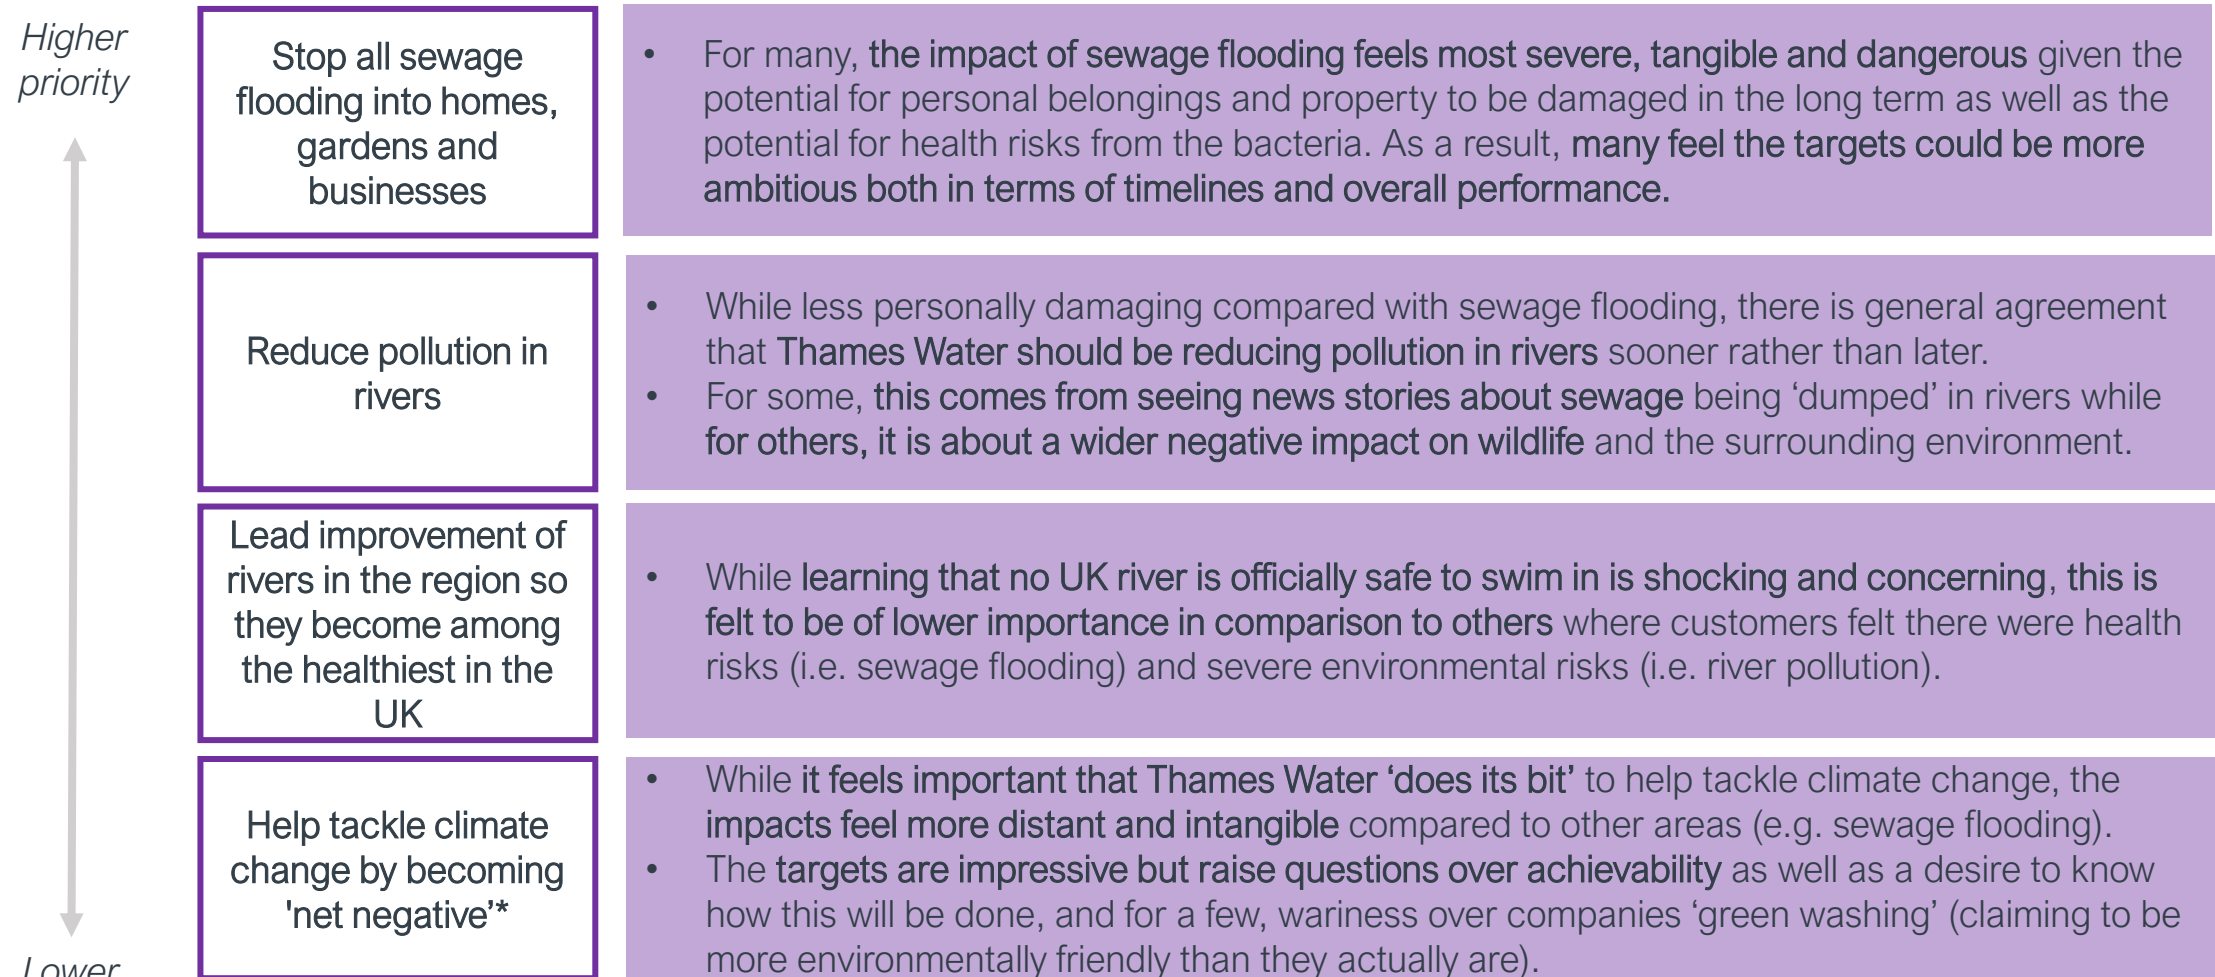 Higher
priority
Stop all sewage
flooding into homes,
gardens and
businesses
• For many, the impact of sewage flooding feels most severe, tangible and dangerous given the
potential for personal belongings and property to be damaged in the long term as well as the
potential for health risks from the bacteria. As a result, many feel the targets could be more
ambitious both in terms of timelines and overall performance.
Reduce pollution in
rivers
• While less personally damaging compared with sewage flooding, there is general agreement
that Thames Water should be reducing pollution in rivers sooner rather than later.
• For some, this comes from seeing news stories about sewage being ‘dumped’ in rivers while
for others, it is about a wider negative impact on wildlife and the surrounding environment.
Lead improvement of
rivers in the region so
they become among
the healthiest in the
UK
• While learning that no UK river is officially safe to swim in is shocking and concerning, this is
felt to be of lower importance in comparison to others where customers felt there were health
risks (i.e. sewage flooding) and severe environmental risks (i.e. river pollution).
Help tackle climate
change by becoming
'net negative’*
• While it feels important that Thames Water ‘does its bit’ to help tackle climate change, the
impacts feel more distant and intangible compared to other areas (e.g. sewage flooding).
• The targets are impressive but raise questions over achievability as well as a desire to know
how this will be done, and for a few, wariness over companies ‘green washing’ (claiming to be
more environmentally friendly than they actually are).
Lower